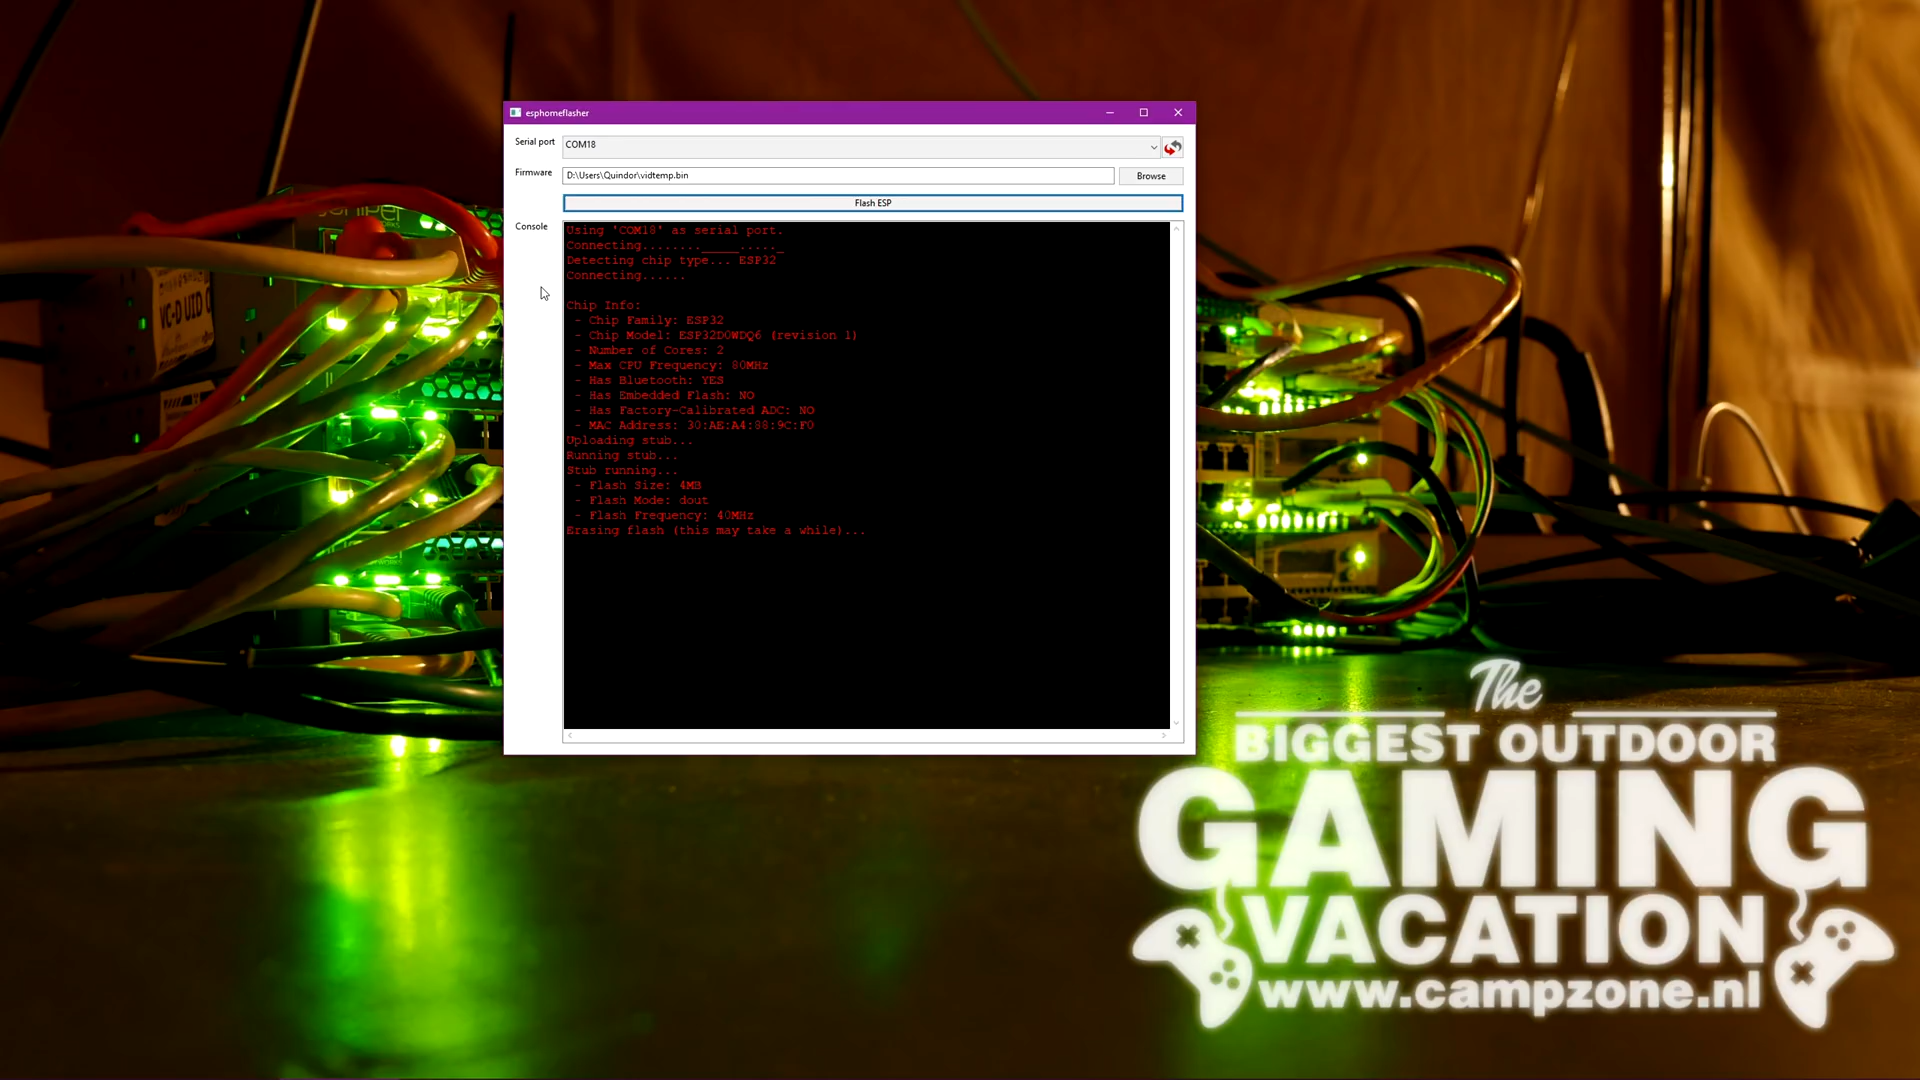 esphomeflasher
Serial port
COM18
Firmware
D:\Users\Quindor\vidtemp.bin
Browse
Flash ESP
Console
Using 'COM18' as serial port.
Connecting........_____....._
Detecting chip type... ESP32
Connecting......
Chip Info:
- Chip Family: ESP32
- Chip Model: ESP32D0WDQ6 (revision 1)
- Number of Cores: 2
- Max CPU Frequency: 80MHz
- Has Bluetooth: YES
- Has Embedded Flash: NO
- Has Factory-Calibrated ADC: NO
- MAC Address: 30:AE:A4:88:9C:F0
Uploading stub...
Running stub...
Stub running...
- Flash Size: 4MB
- Flash Mode: dout
- Flash Frequency: 40MHz
Erasing flash (this may take a while)...
VC-D UID
The
BIGGEST OUTDOOR
GAMING
VACATION
www.campzone.nl